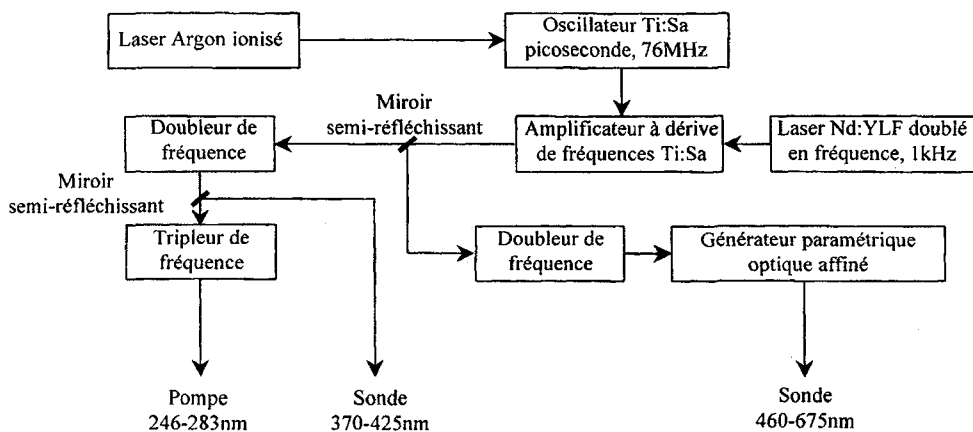 Laser Argon ionisé
Oscillateur Ti:Sa
picoseconde, 76MHz
Miroir
semi-réfléchissant
Doubleur de
fréquence
Amplificateur à dérive
de fréquences Ti:Sa
Laser Nd:YLF doublé
en fréquence, 1kHz
Miroir
semi-réfléchissant
Tripleur de
fréquence
Doubleur de
fréquence
Générateur paramétrique
optique affiné
Pompe
246-283nm
Sonde
370-425nm
Sonde
460-675nm